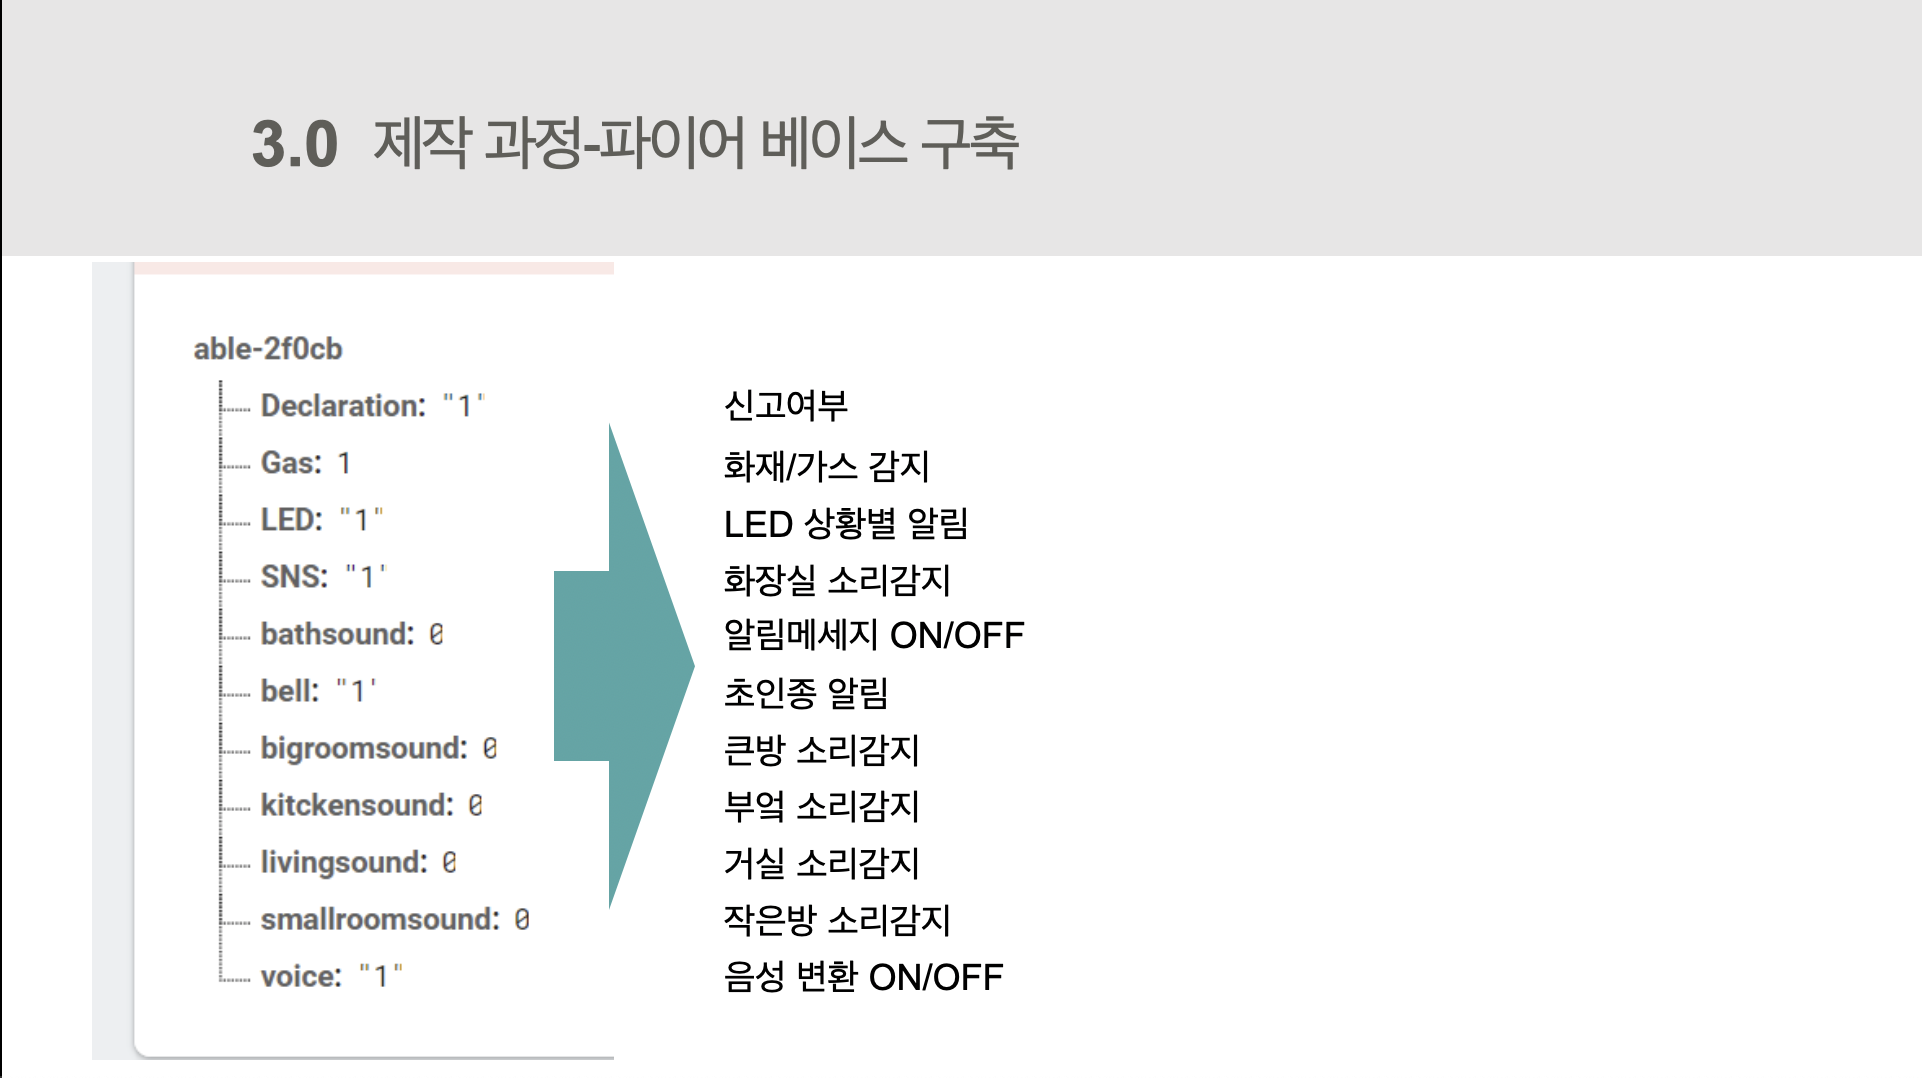 3.0 제작 과정-파이어 베이스 구축
able-2f0cb
Declaration: "1" 신고여부
Gas: 1 화재/가스 감지
LED: "1" LED 상황별 알림
SNS: "1" 화장실 소리감지
bathsound: 0 알림메세지 ON/OFF
bell: "1' 초인종 알림
bigroomsound: 0 큰방 소리감지
kitckensound: 0 부엌 소리감지
livingsound: 0 거실 소리감지
smallroomsound: 0 작은방 소리감지
voice: "1" 음성 변환 ON/OFF